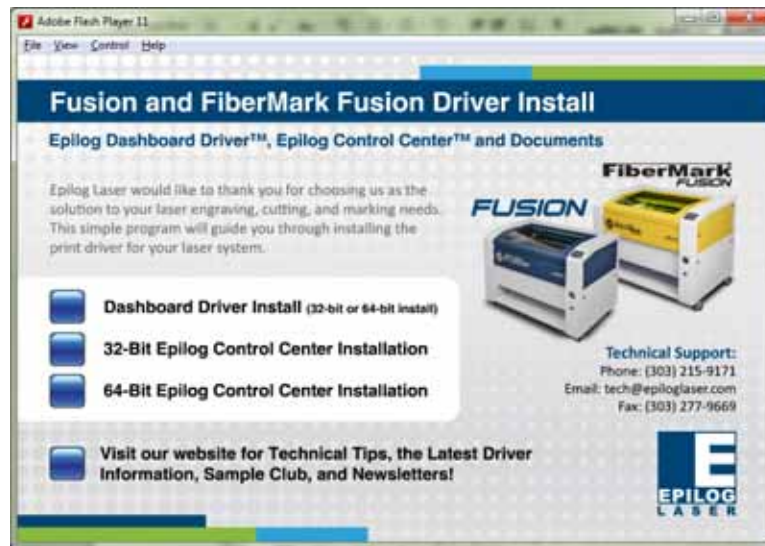 Adobe Flash Player 11
File View Control Help
Fusion and FiberMark Fusion Driver Install
Epilog Dashboard Driver™, Epilog Control Center™ and Documents
Epilog Laser would like to thank you for choosing us as the
solution to your laser engraving, cutting, and marking needs.
This simple program will guide you through installing the
print driver for your laser system.
FiberMark
FUSION
FUSION
Dashboard Driver Install (32-bit or 64-bit install)
32-Bit Epilog Control Center Installation
64-Bit Epilog Control Center Installation
Technical Support:
Phone: (303) 215-9171
Email: tech@epiloglaser.com
Fax: (303) 277-9669
Visit our website for Technical Tips, the Latest Driver
Information, Sample Club, and Newsletters!
E
EPILOG
LASER